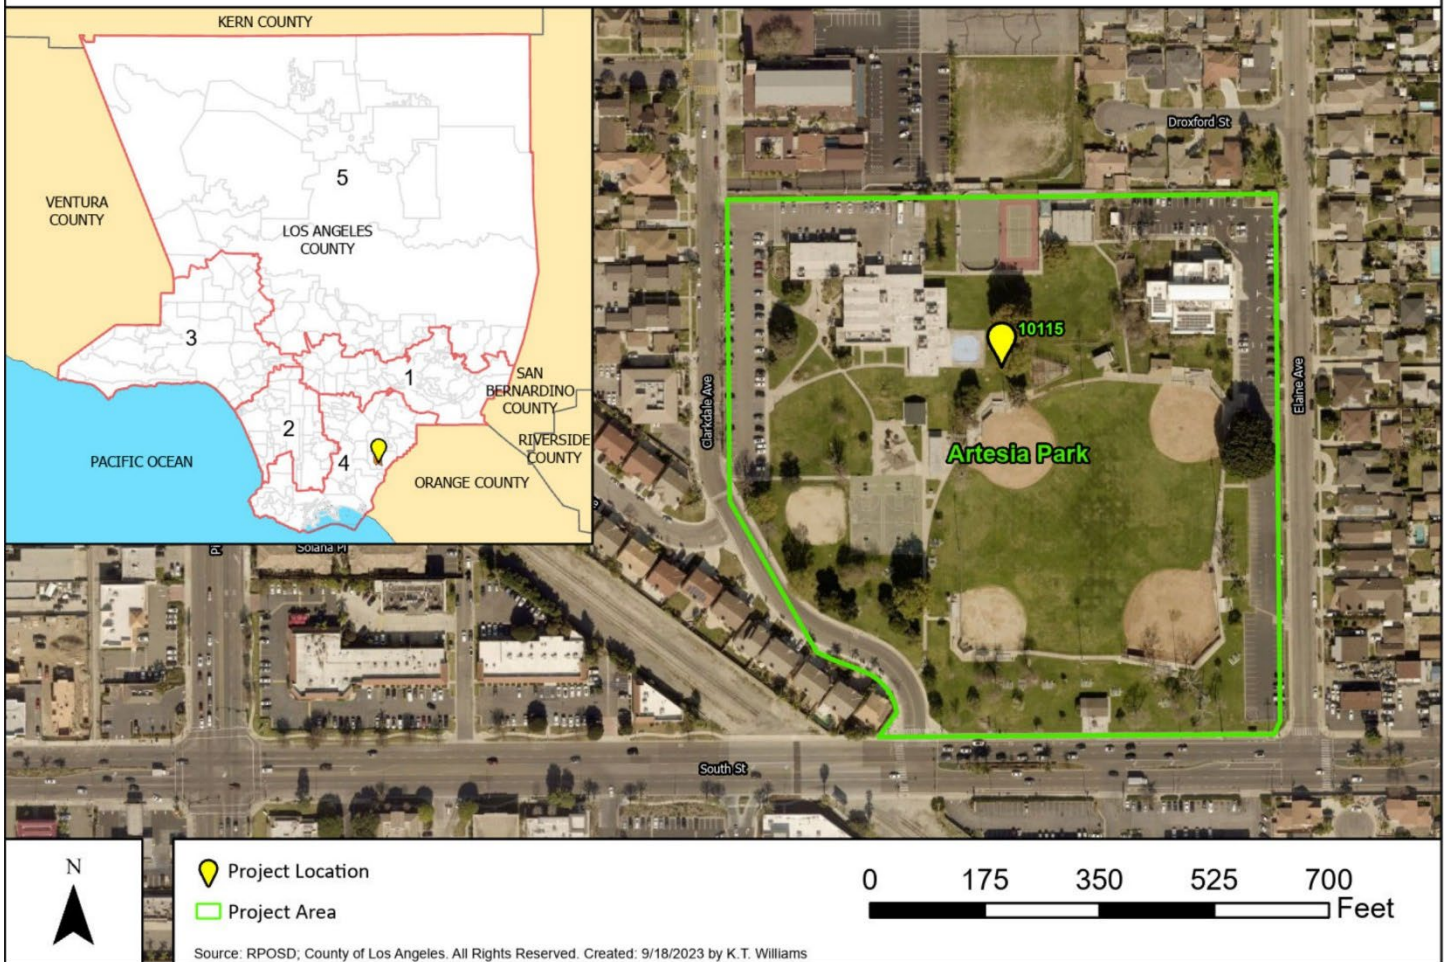 KERN COUNTY
VENTURA
COUNTY
5
LOS ANGELES
COUNTY
3
1
2
4
SAN
BERNARDINO
COUNTY
RIVERSIDE
COUNTY
PACIFIC OCEAN
ORANGE COUNTY
Droxford St
Clarkdale Ave
Elaine Ave
10115
Artesia Park
Solana Pl
South St
N
Project Location
Project Area
0 175 350 525 700
Feet
Source: RPOSD; County of Los Angeles. All Rights Reserved. Created: 9/18/2023 by K.T. Williams